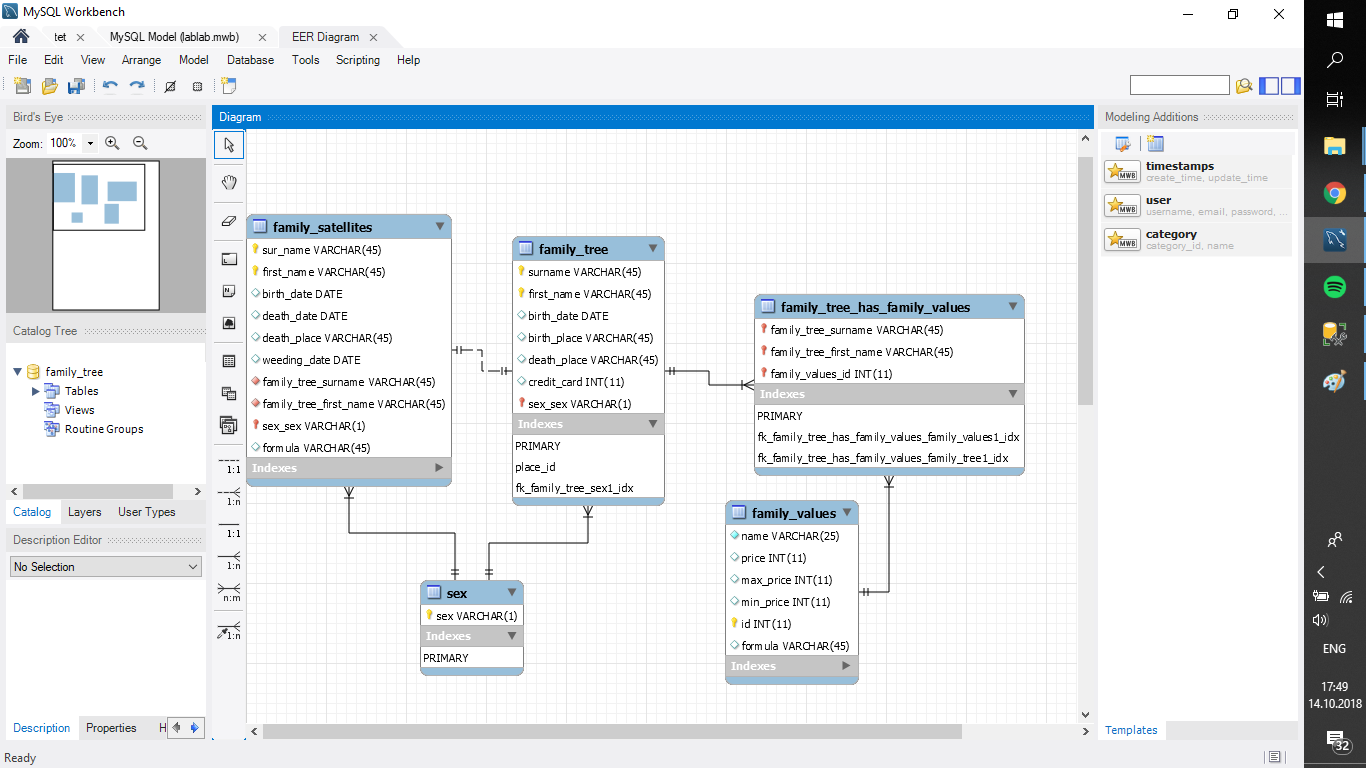 MySQL Workbench
tet
MySQL Model (lablab.mwb)
EER Diagram
File Edit View Arrange Model Database Tools Scripting Help
Bird's Eye
Zoom: 100%
Catalog Tree
family_tree
Tables
Views
Routine Groups
Catalog Layers User Types
Description Editor
No Selection
Description Properties H
Ready
Diagram
1:1
1:n
1:1
1:n
n:m
1:n
family_satellites
sur_name VARCHAR(45)
first_name VARCHAR(45)
birth_date DATE
death_date DATE
death_place VARCHAR(45)
weeding_date DATE
family_tree_surname VARCHAR(45)
family_tree_first_name VARCHAR(45)
sex_sex VARCHAR(1)
formula VARCHAR(45)
Indexes
family_tree
surname VARCHAR(45)
first_name VARCHAR(45)
birth_date DATE
birth_place VARCHAR(45)
death_place VARCHAR(45)
credit_card INT(11)
sex_sex VARCHAR(1)
Indexes
PRIMARY
place_id
fk_family_tree_sex1_idx
family_tree_has_family_values
family_tree_surname VARCHAR(45)
family_tree_first_name VARCHAR(45)
family_values_id INT(11)
Indexes
PRIMARY
fk_family_tree_has_family_values_family_values1_idx
fk_family_tree_has_family_values_family_tree1_idx
sex
sex VARCHAR(1)
Indexes
PRIMARY
family_values
name VARCHAR(25)
price INT(11)
max_price INT(11)
min_price INT(11)
id INT(11)
formula VARCHAR(45)
Indexes
Modeling Additions
MWB
timestamps
create_time, update_time
MWB
user
username, email, password, ...
MWB
category
category_id, name
Templates
ENG
17:49
14.10.2018
32